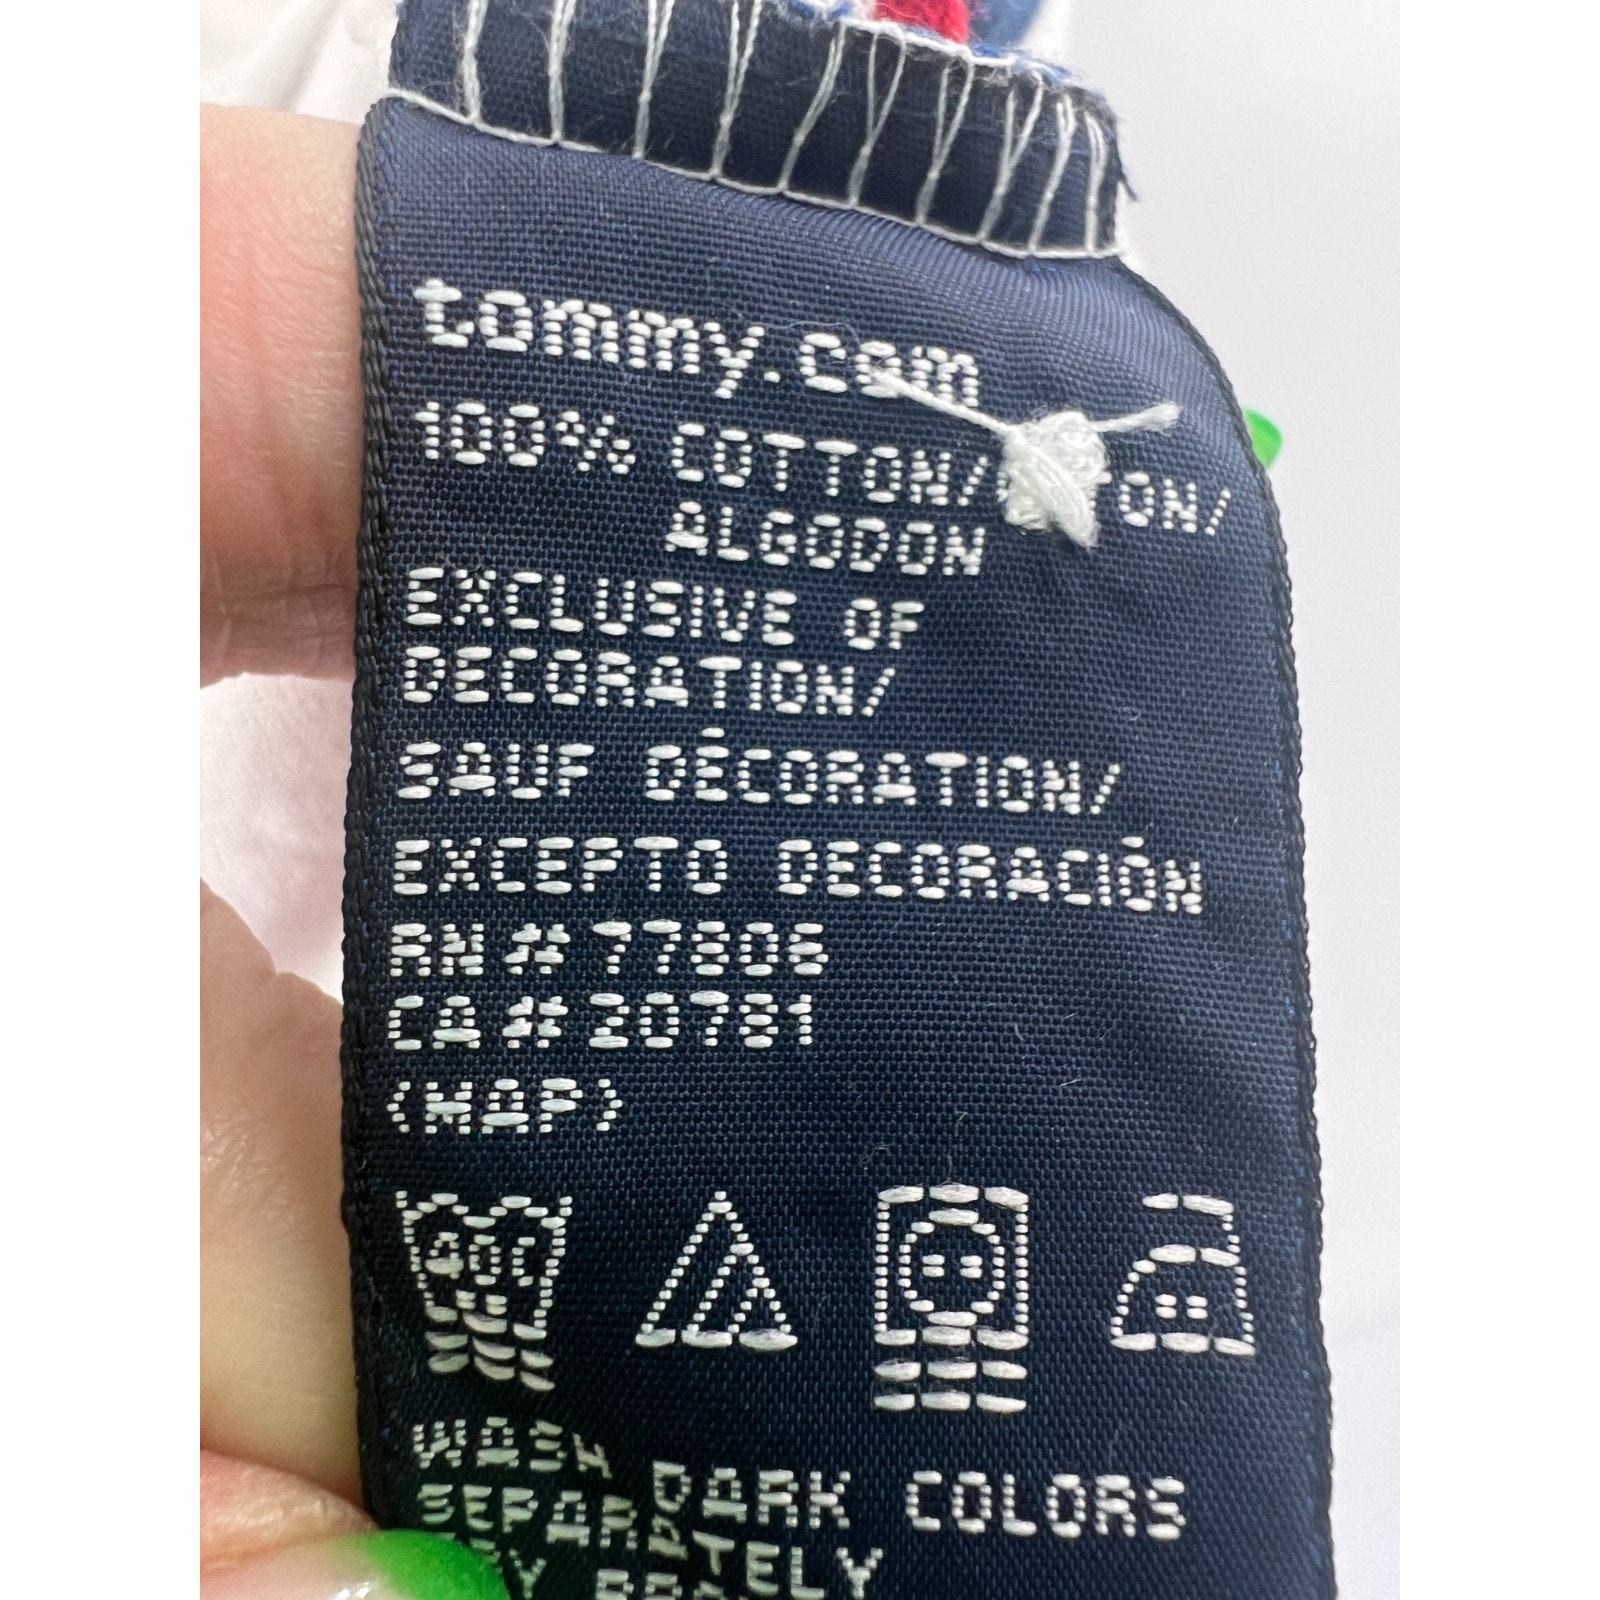 tommy.com
100% COTTON/ ON/
ALGODON
EXCLUSIVE OF
DECORATION/
SAUF DÉCORATION/
EXCEPTO DECORACIÓN
RN # 77806
CA # 20781
(MAP)
40C
WASH DARK COLORS
SEPARATELY